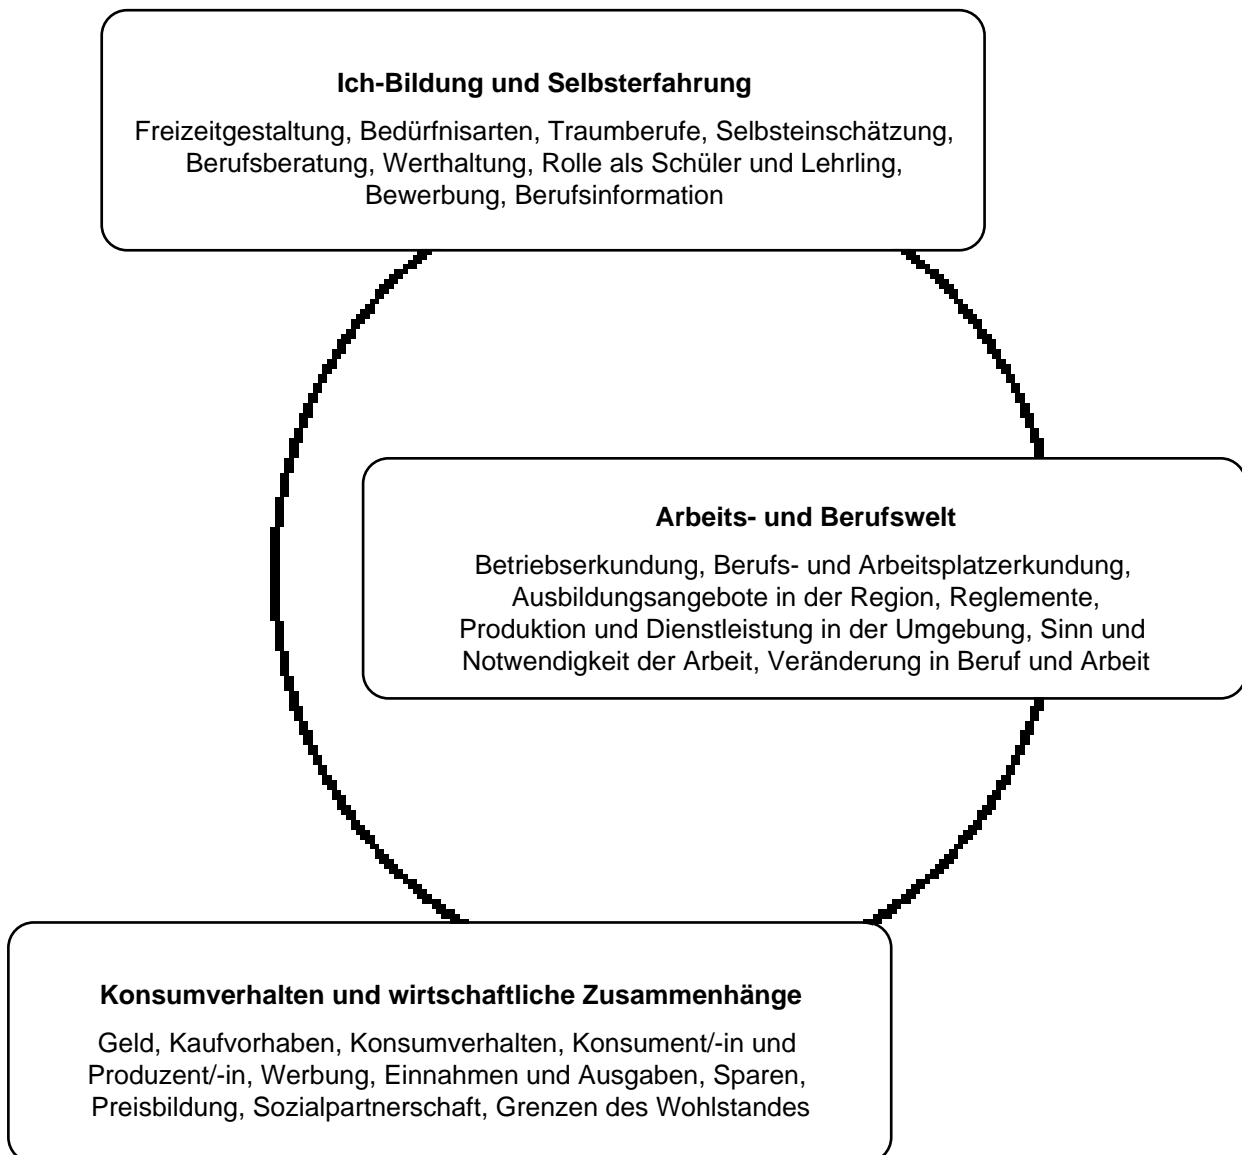 Ich-Bildung und Selbsterfahrung
Freizeitgestaltung, Bedürfnisarten, Traumberufe, Selbsteinschätzung,
Berufsberatung, Werthaltung, Rolle als Schüler und Lehrling,
Bewerbung, Berufsinformation
Arbeits- und Berufswelt
Betriebserkundung, Berufs- und Arbeitsplatzerkundung,
Ausbildungsangebote in der Region, Reglemente,
Produktion und Dienstleistung in der Umgebung, Sinn und
Notwendigkeit der Arbeit, Veränderung in Beruf und Arbeit
Konsumverhalten und wirtschaftliche Zusammenhänge
Geld, Kaufvorhaben, Konsumverhalten, Konsument/-in und
Produzent/-in, Werbung, Einnahmen und Ausgaben, Sparen,
Preisbildung, Sozialpartnerschaft, Grenzen des Wohlstandes